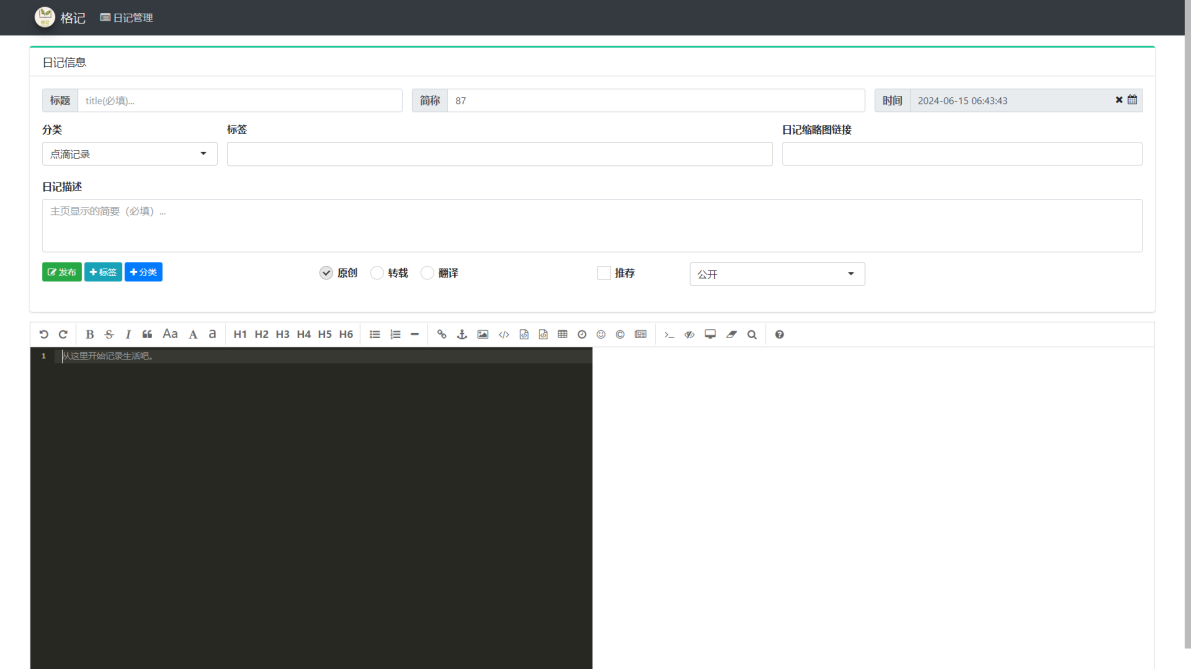 格记 日记管理
日记信息
标题 title(必填)... 简称 87 时间 2024-06-15 06:43:43
分类 标签 日记缩略图链接
点滴记录
日记描述
主页显示的简要（必填）...
发布 标签 分类 原创 转载 翻译 推荐 公开
B S I Aa A a H1 H2 H3 H4 H5 H6
1 从这里开始记录生活吧。